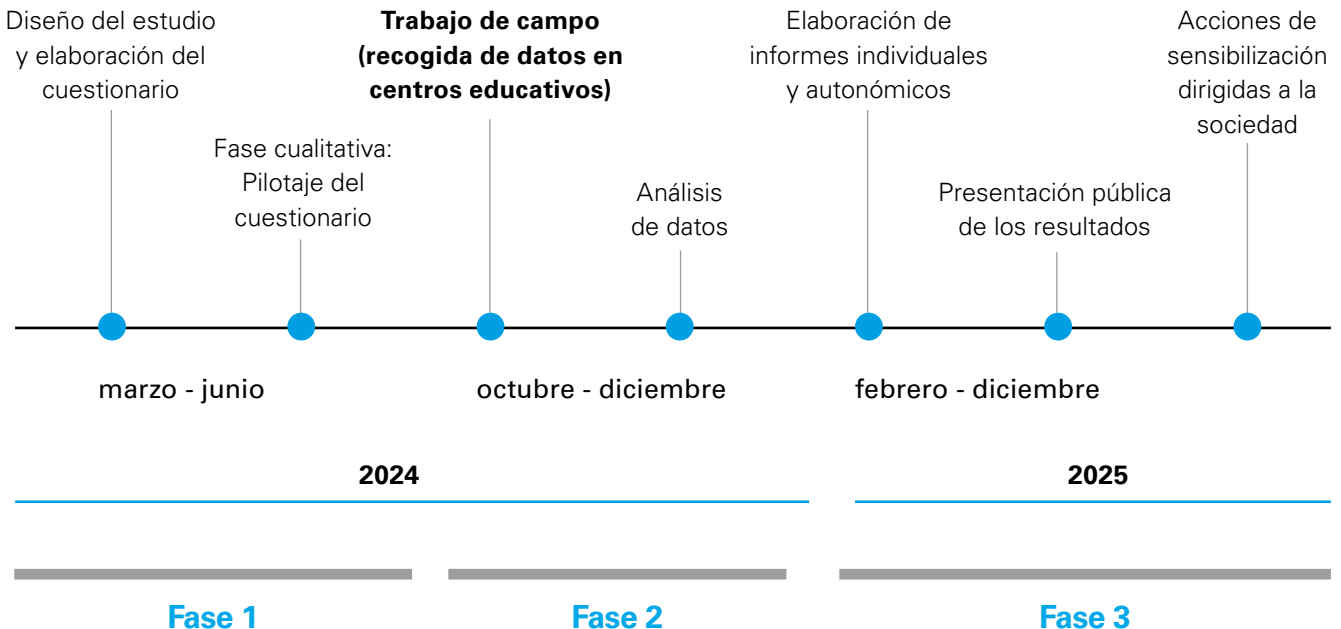 Diseño del estudio
y elaboración del
cuestionario
Fase cualitativa:
Pilotaje del
cuestionario
Trabajo de campo
(recogida de datos en
centros educativos)
Análisis
de datos
Elaboración de
informes individuales
y autonómicos
Presentación pública
de los resultados
Acciones de
sensibilización
dirigidas a la
sociedad
marzo - junio
octubre - diciembre
febrero - diciembre
2024
2025
Fase 1
Fase 2
Fase 3